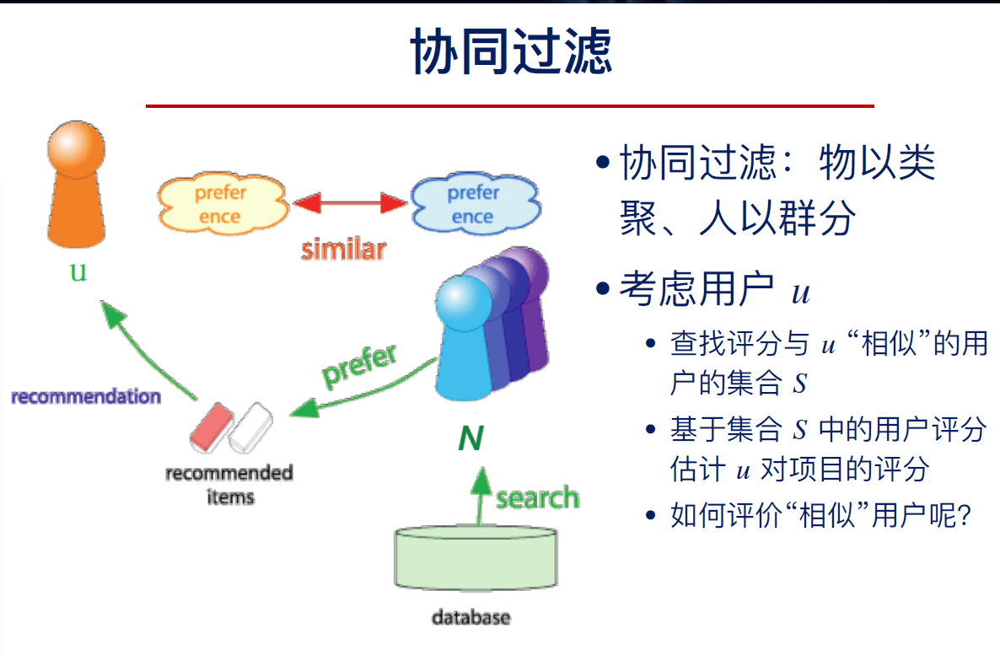 协同过滤
prefer
ence
prefer
ence
similar
u
prefer
recommendation
recommended
items
N
search
database
•协同过滤：物以类
聚、人以群分
•考虑用户 u
• 查找评分与 u “相似”的用
户的集合 S
• 基于集合 S 中的用户评分
估计 u 对项目的评分
• 如何评价“相似”用户呢?